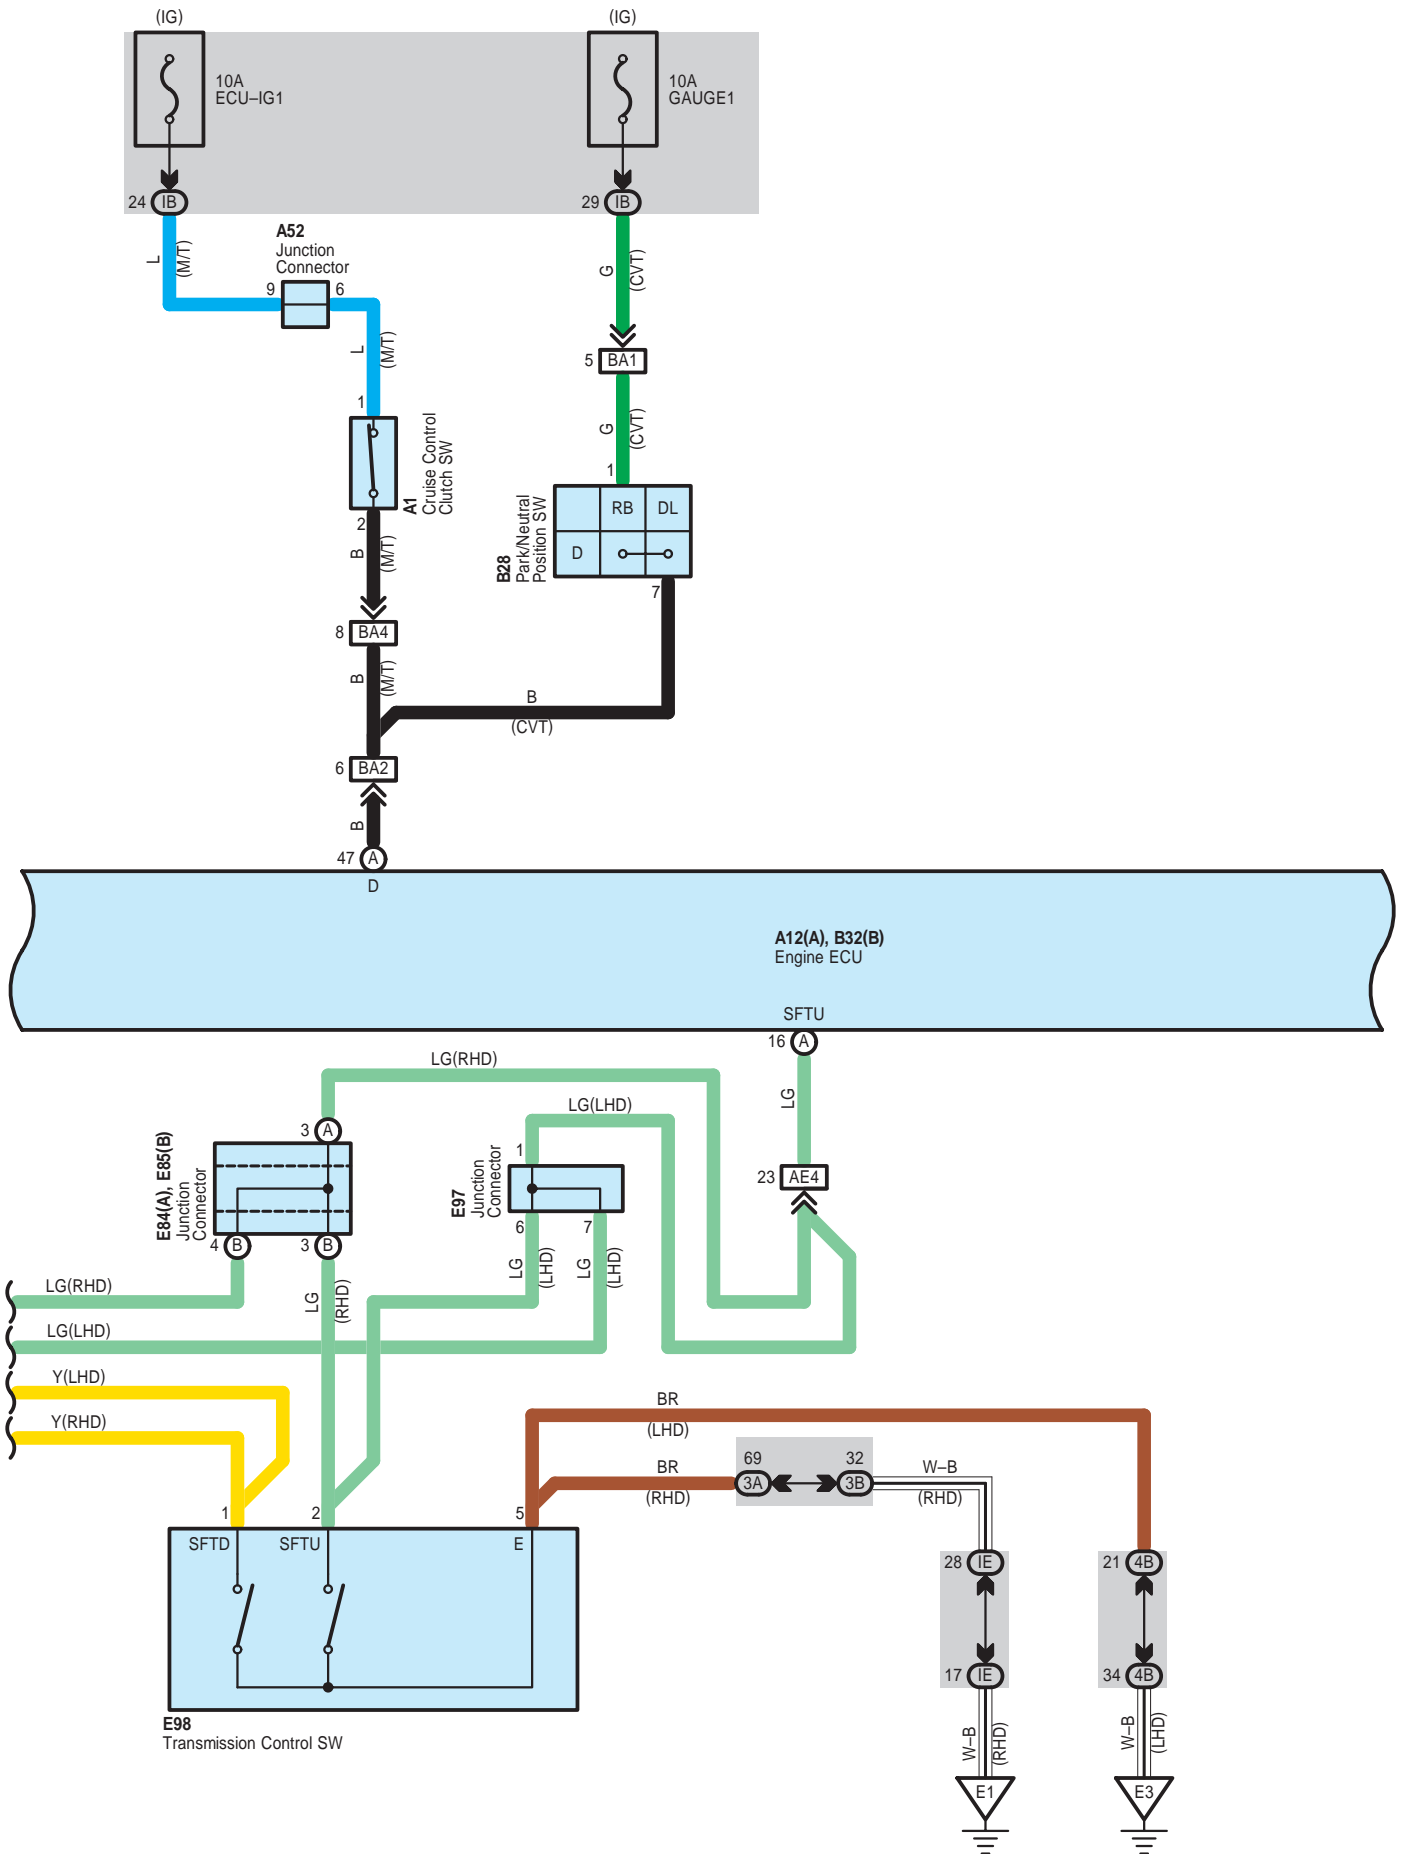 (IG)
(IG)
10A
ECU–IG1
10A
GAUGE1
24
IB
29
IB
L
(M/T)
A52
Junction
Connector
9
6
G
(CVT)
L
(M/T)
5
BA1
1
G
(CVT)
A1
Cruise Control
Clutch SW
1
RB
DL
D
B28
Park/Neutral
Position SW
2
B
(M/T)
7
8
BA4
B
(M/T)
B
(CVT)
6
BA2
B
47
A
D
A12(A), B32(B)
Engine ECU
SFTU
16
A
LG(RHD)
LG
LG(LHD)
3
A
E84(A), E85(B)
Junction
Connector
1
E97
Junction
Connector
23
AE4
4
B
3
B
6
7
LG
(LHD)
LG
(LHD)
LG(RHD)
LG
(RHD)
LG(LHD)
Y(LHD)
Y(RHD)
BR
(LHD)
69
32
BR
3A
3B
W–B
(RHD)
(RHD)
1
2
5
SFTD
SFTU
E
28
IE
21
4B
17
IE
34
4B
E98
Transmission Control SW
W–B
(RHD)
W–B
(LHD)
E1
E3